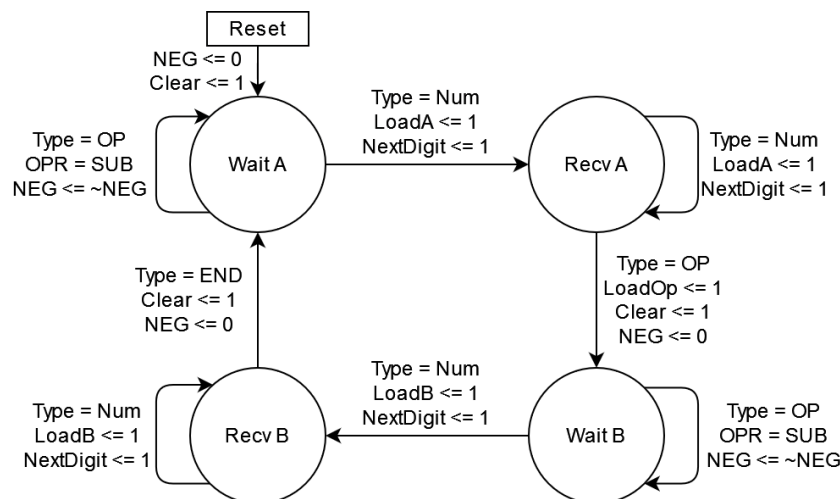 Reset
NEG <= 0
Clear <= 1
Type = OP
OPR = SUB
NEG <= ~NEG
Wait A
Type = Num
LoadA <= 1
NextDigit <= 1
Recv A
Type = Num
LoadA <= 1
NextDigit <= 1
Type = END
Clear <= 1
NEG <= 0
Type = OP
LoadOp <= 1
Clear <= 1
NEG <= 0
Type = Num
LoadB <= 1
NextDigit <= 1
Recv B
Type = Num
LoadB <= 1
NextDigit <= 1
Wait B
Type = OP
OPR = SUB
NEG <= ~NEG